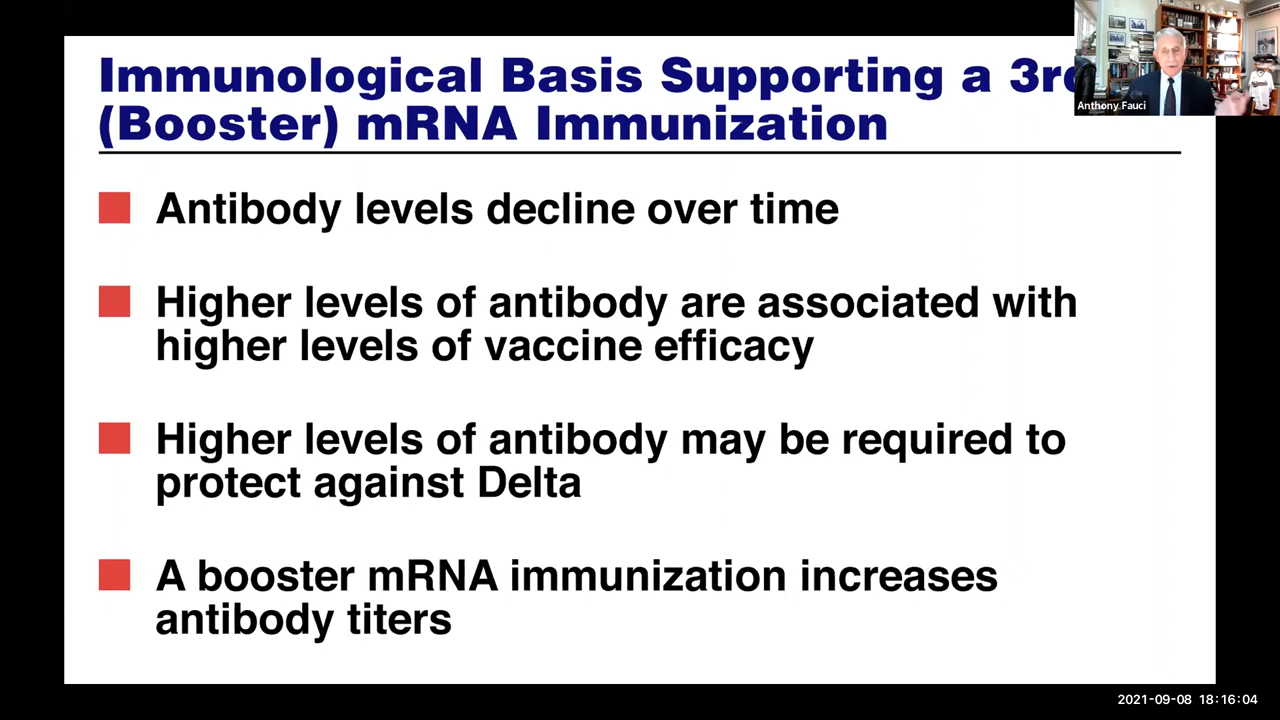 Immunological Basis Supporting a 3rd
(Booster) mRNA Immunization
Anthony Fauci
Antibody levels decline over time
Higher levels of antibody are associated with
higher levels of vaccine efficacy
Higher levels of antibody may be required to
protect against Delta
A booster mRNA immunization increases
antibody titers
2021-09-08 18:16:04